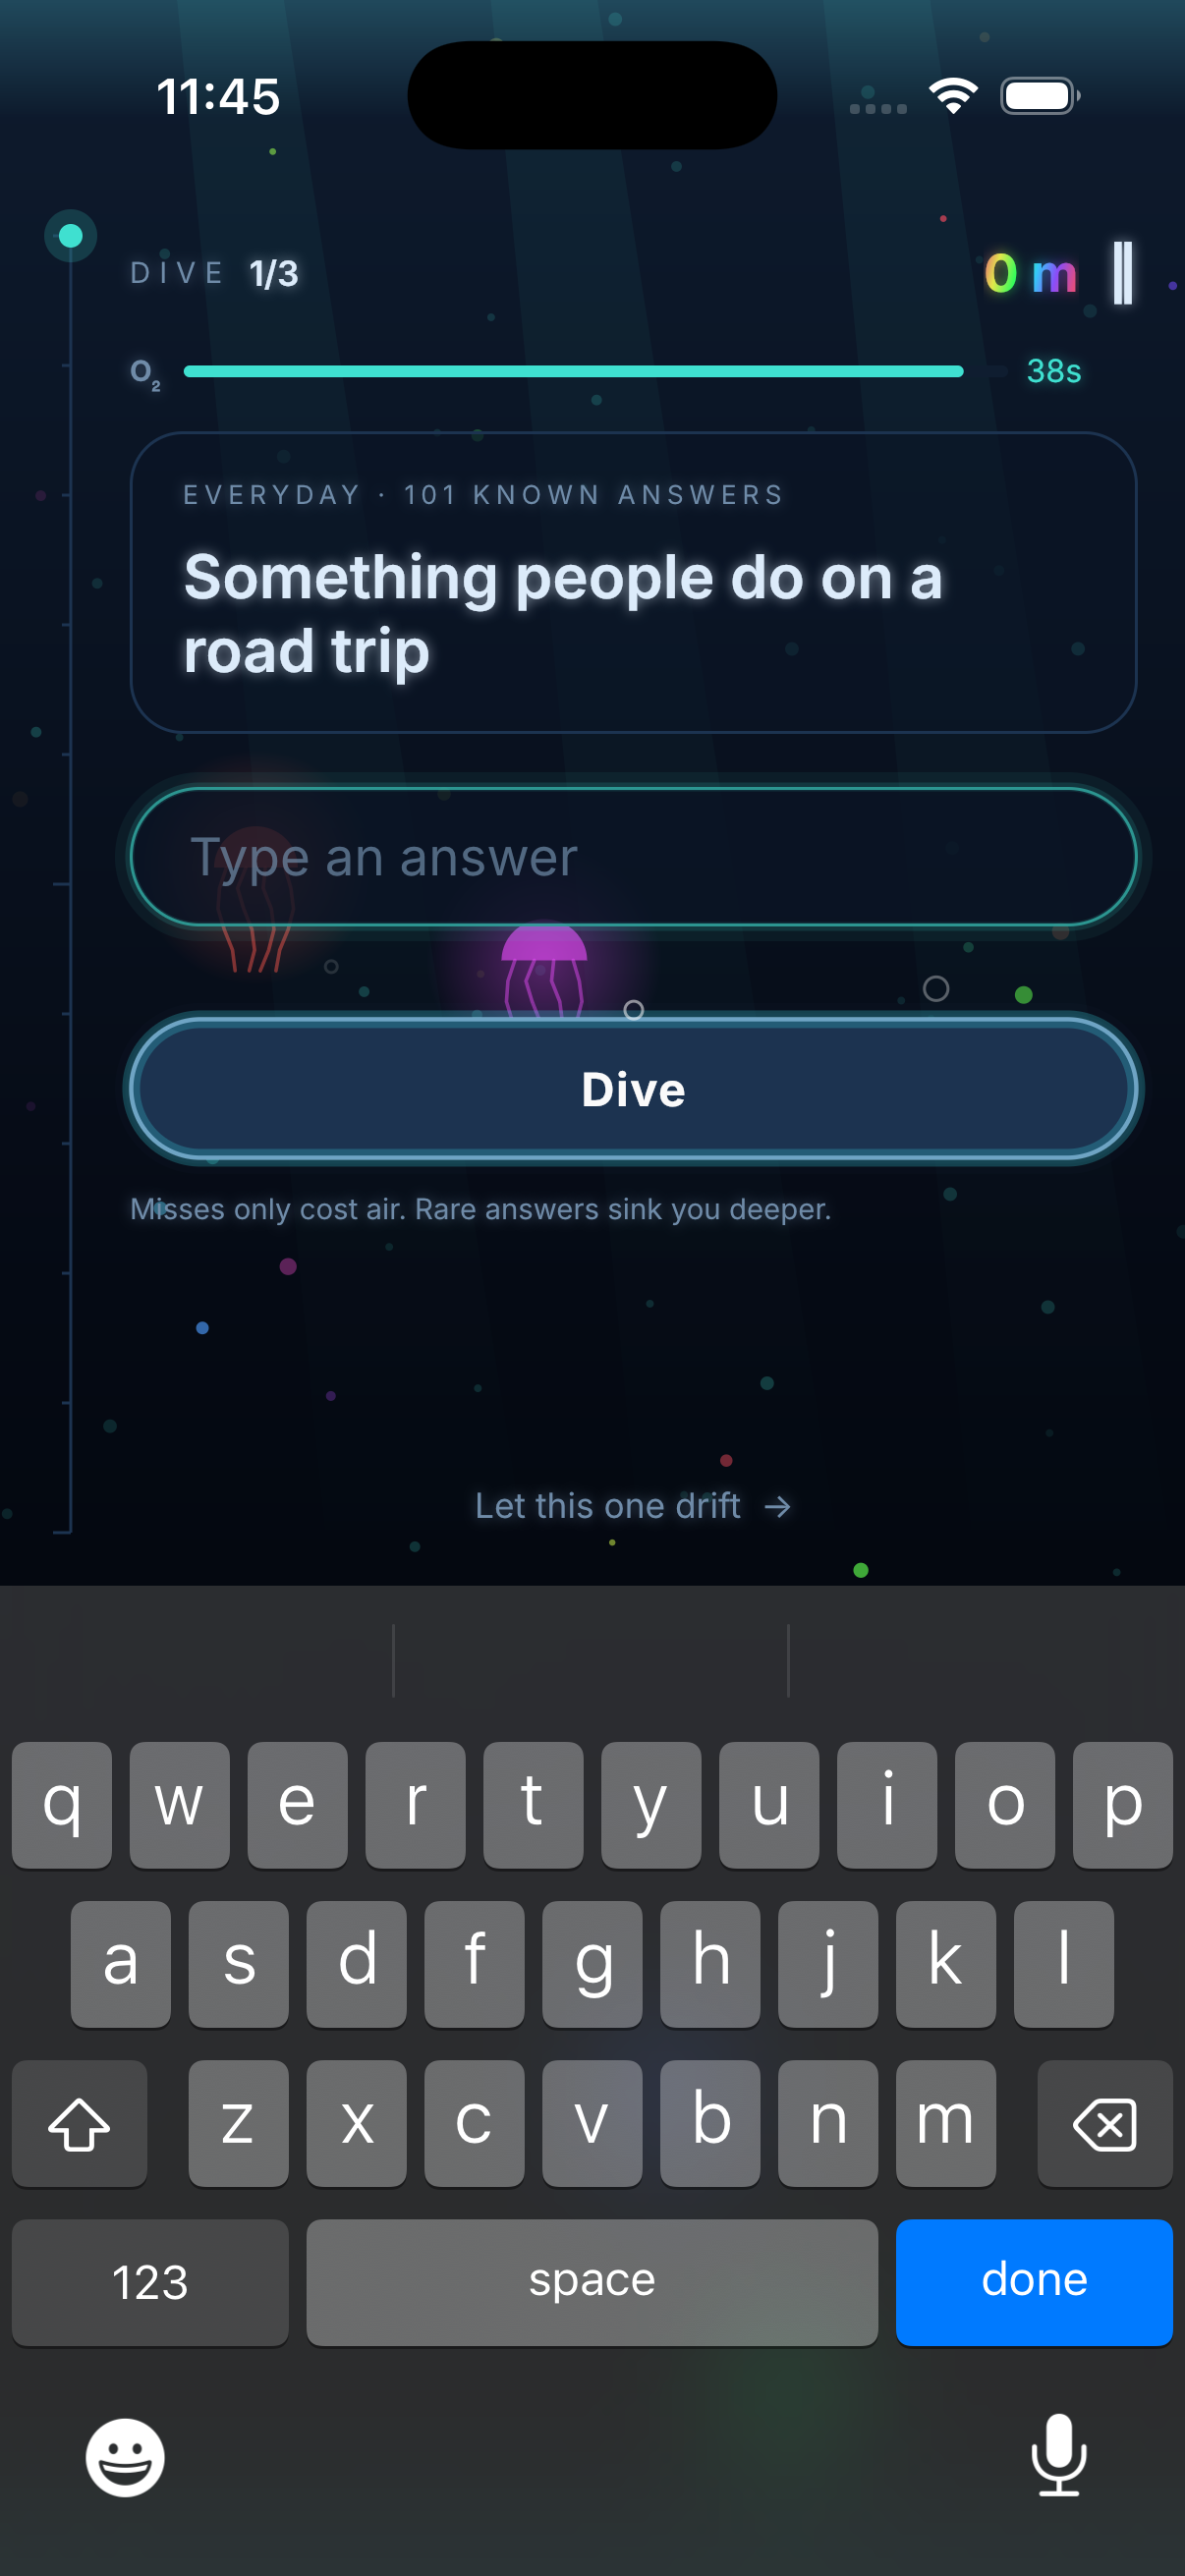 11:45
DIVE 1/3
0 m
O₂
38s
EVERYDAY · 101 KNOWN ANSWERS
Something people do on a
road trip
Type an answer
Dive
Misses only cost air. Rare answers sink you deeper.
Let this one drift →
q w e r t y u i o p
a s d f g h j k l
z x c v b n m
123 space done